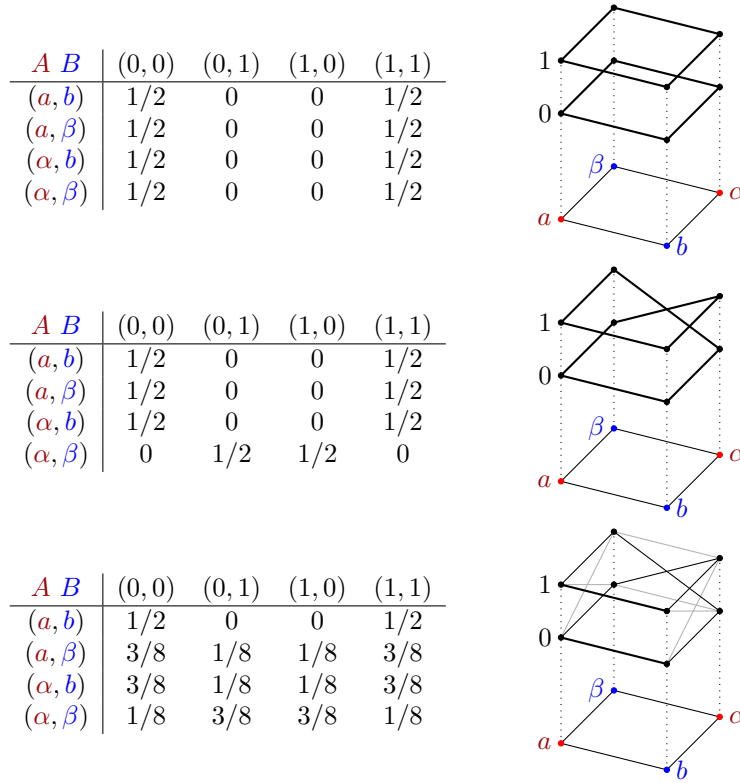 A B (0, 0) (0, 1) (1, 0) (1, 1)
(a, b) 1/2 0 0 1/2
(a, β) 1/2 0 0 1/2
(α, b) 1/2 0 0 1/2
(α, β) 1/2 0 0 1/2
1
0
β
α
a
b
A B (0, 0) (0, 1) (1, 0) (1, 1)
(a, b) 1/2 0 0 1/2
(a, β) 1/2 0 0 1/2
(α, b) 1/2 0 0 1/2
(α, β) 0 1/2 1/2 0
1
0
β
α
a
b
A B (0, 0) (0, 1) (1, 0) (1, 1)
(a, b) 1/2 0 0 1/2
(a, β) 3/8 1/8 1/8 3/8
(α, b) 3/8 1/8 1/8 3/8
(α, β) 1/8 3/8 3/8 1/8
1
0
β
α
a
b